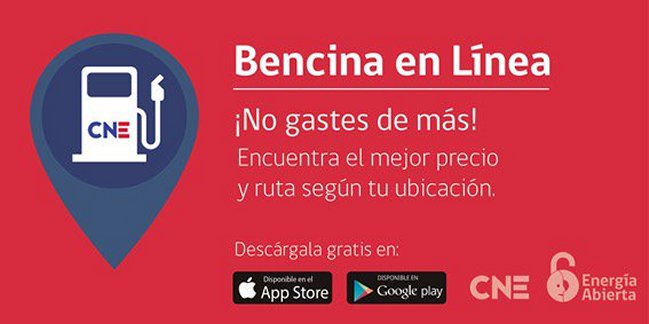 CNE
Bencina en Línea
¡No gastes de más!
Encuentra el mejor precio
y ruta según tu ubicación.
Descárgala gratis en:
Disponible en el
App Store
DISPONIBLE EN
Google play
CNE
Energía
Abierta